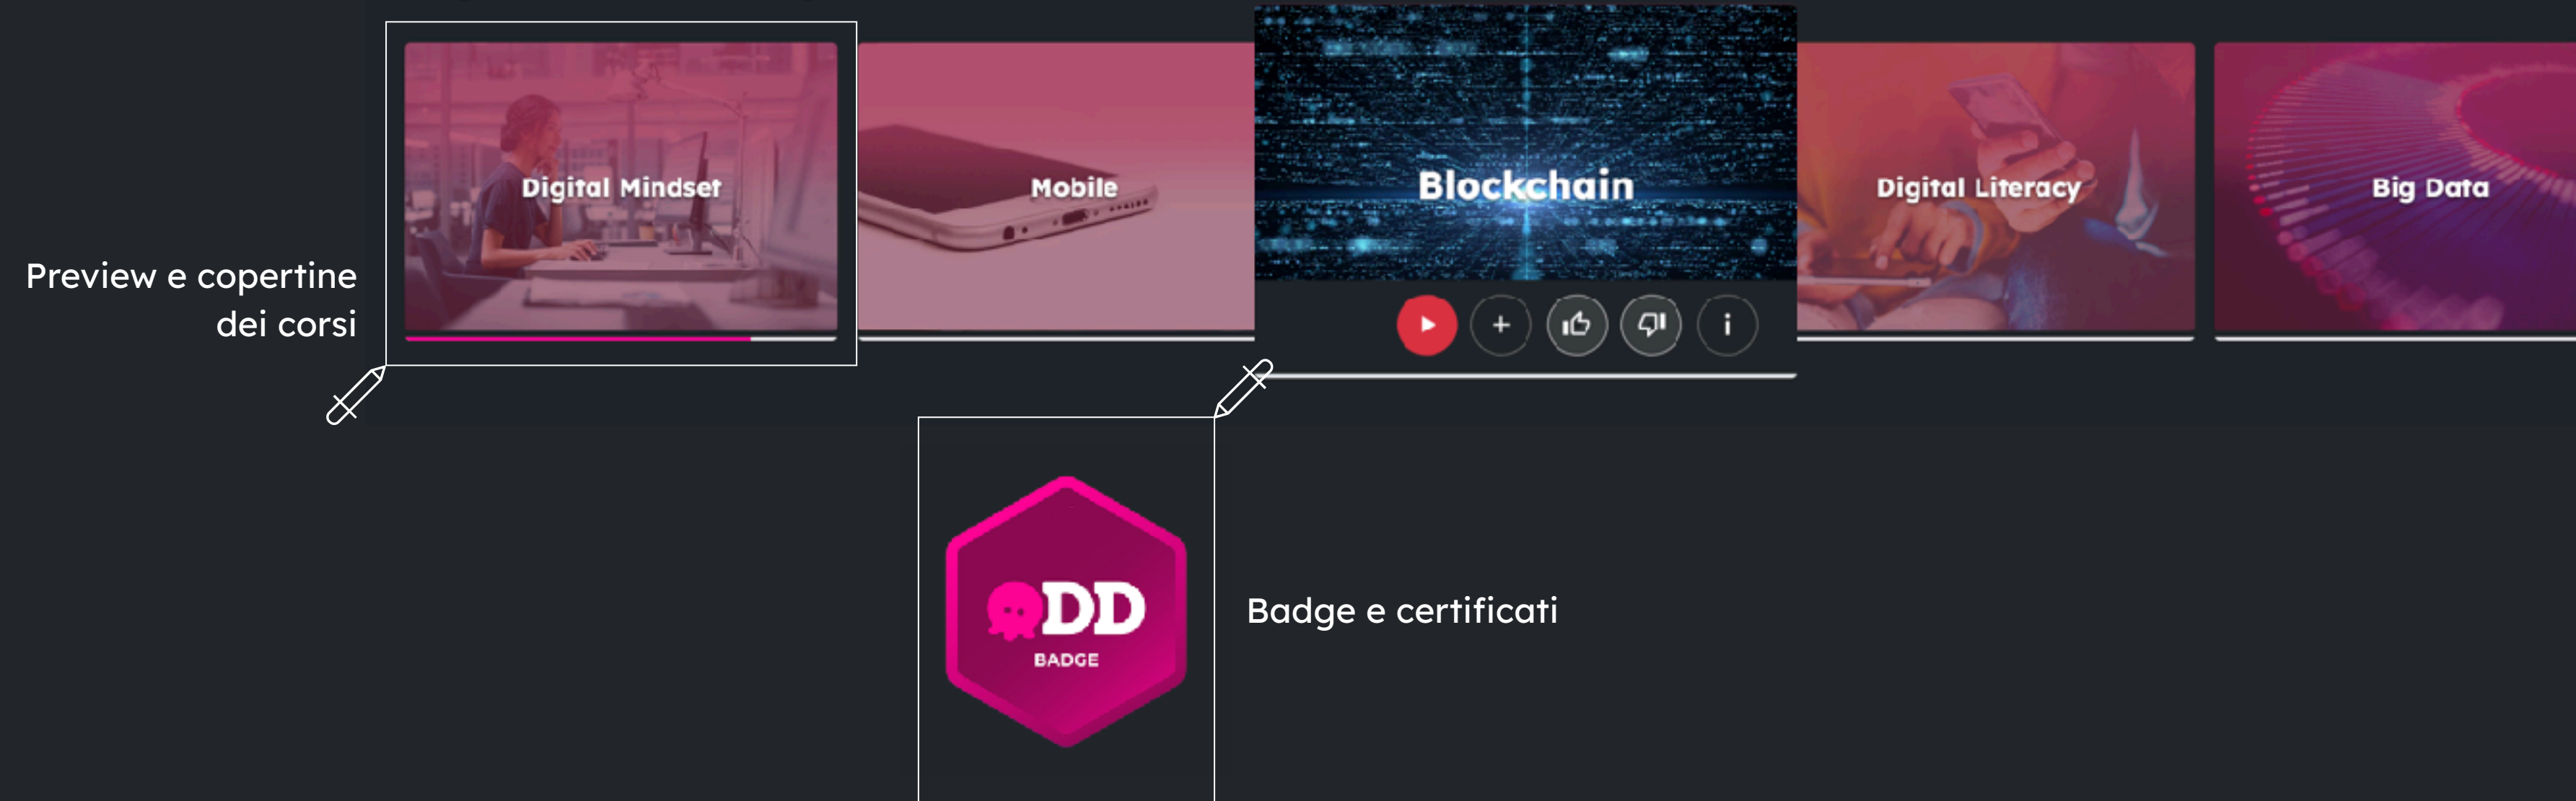 Digital Mindset
Mobile
Blockchain
Digital Literacy
Big Data
Preview e copertine
dei corsi
DD
BADGE
Badge e certificati